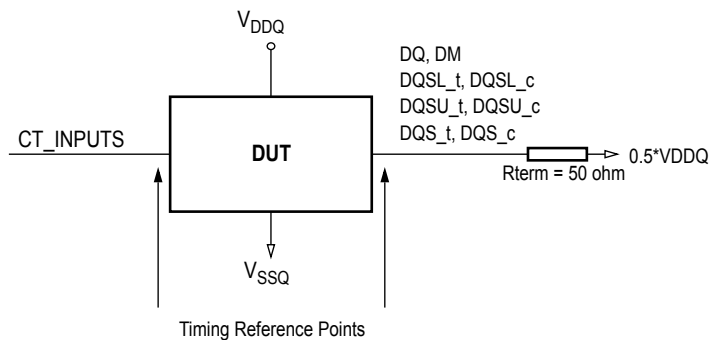 V_DDQ
DQ, DM
DQSL_t, DQSL_c
DQSU_t, DQSU_c
DQS_t, DQS_c
CT_INPUTS
DUT
0.5*VDDQ
Rterm = 50 ohm
V_SSQ
Timing Reference Points